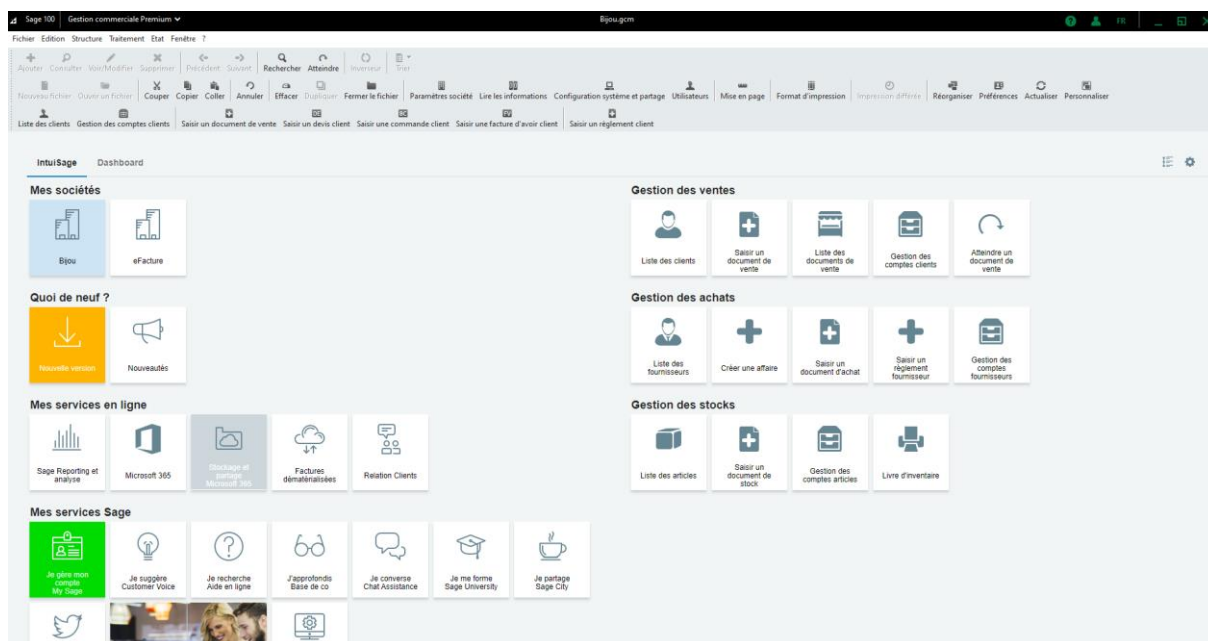 Sage 100 Gestion commerciale Premium Bijou.gcm FR
Fichier Edition Structure Traitement Etat Fenêtre ?
Ajouter Consulter Voir/Modifier Supprimer Précédent Suivant Rechercher Atteindre Inverseur Trier
Nouveau fichier Ouvrir un fichier Couper Copier Coller Annuler Effacer Dupliquer Fermer le fichier Paramètres société Lire les informations Configuration système et partage Utilisateurs Mise en page Format d'impression Impression différée Réorganiser Préférences Actualiser Personnaliser
Liste des clients Gestion des comptes clients Saisir un document de vente Saisir un devis client Saisir une commande client Saisir une facture d'avoir client Saisir un règlement client
IntuiSage Dashboard
Mes sociétés
Bijou
eFacture
Quoi de neuf ?
Nouvelle version
Nouveautés
Mes services en ligne
Sage Reporting et
analyse
Microsoft 365
Stockage et
partage
Microsoft 365
Factures
dématérialisées
Relation Clients
Mes services Sage
Je gère mon
compte
My Sage
Je suggère
Customer Voice
Je recherche
Aide en ligne
J'approfondis
Base de co
Je converse
Chat Assistance
Je me forme
Sage University
Je partage
Sage City
Gestion des ventes
Liste des clients
Saisir un
document de
vente
Liste des
documents de
vente
Gestion des
comptes clients
Atteindre un
document de
vente
Gestion des achats
Liste des
fournisseurs
Créer une affaire
Saisir un
document d'achat
Saisir un
règlement
fournisseur
Gestion des
comptes
fournisseurs
Gestion des stocks
Liste des articles
Saisir un
document de
stock
Gestion des
comptes articles
Livre d'inventaire